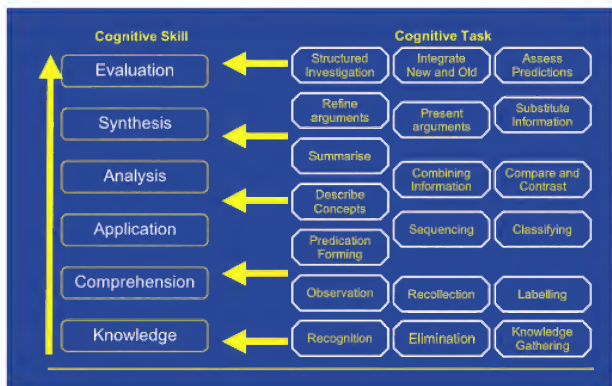 Cognitive Skill
Cognitive Task
Evaluation
Structured
Investigation
Integrate
New and Old
Assess
Predictions
Synthesis
Refine
arguments
Present
arguments
Substitute
Information
Summarise
Analysis
Combining
Information
Compare and
Contrast
Describe
Concepts
Application
Sequencing
Classifying
Predication
Forming
Comprehension
Observation
Recollection
Labelling
Knowledge
Recognition
Elimination
Knowledge
Gathering